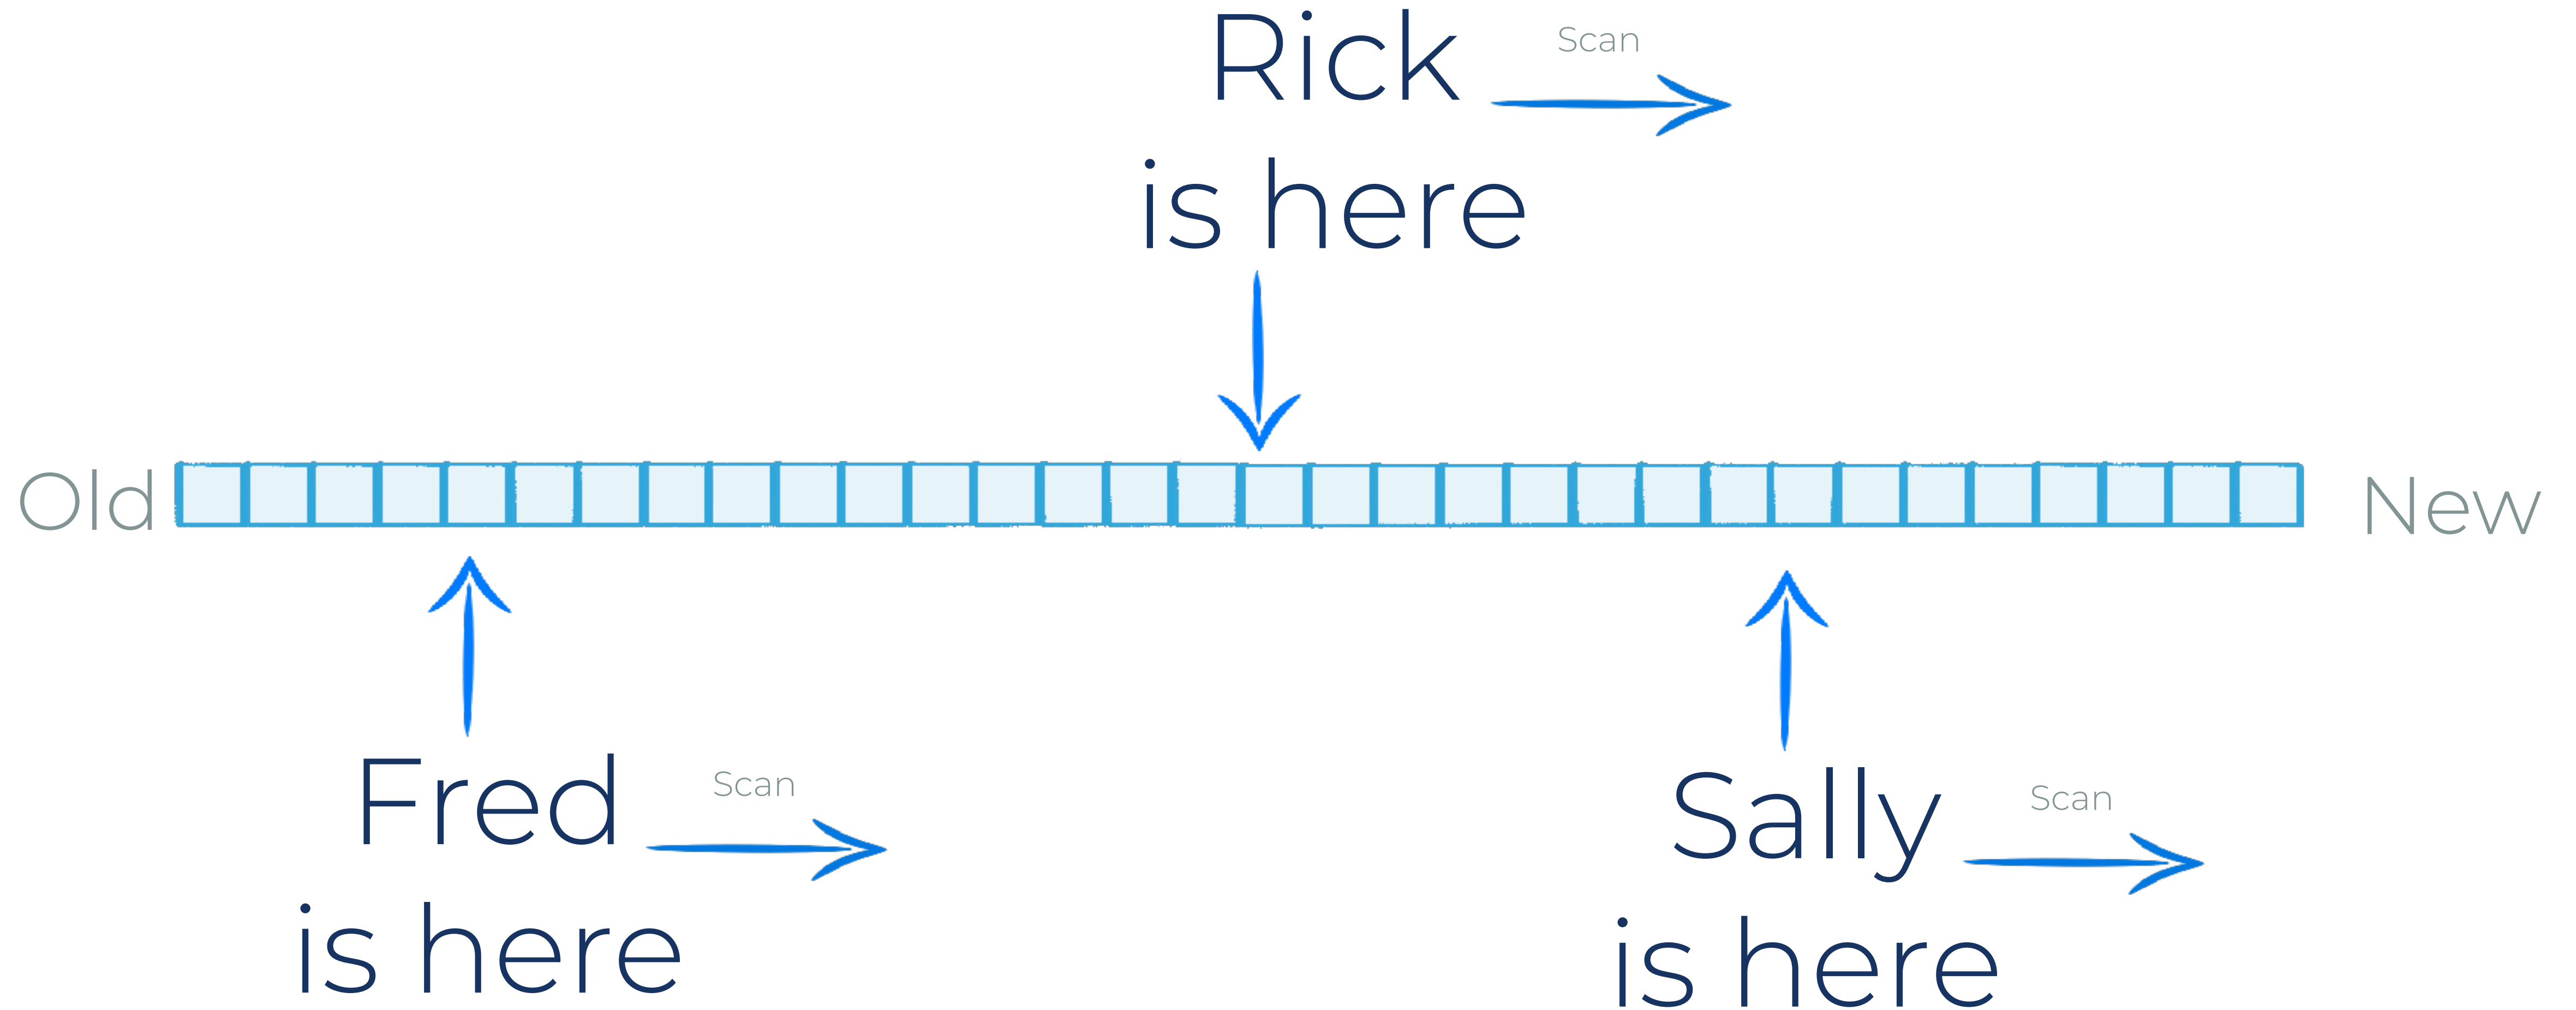 Rick
Scan
is here
Old
New
Fred
Scan
is here
Sally
Scan
is here